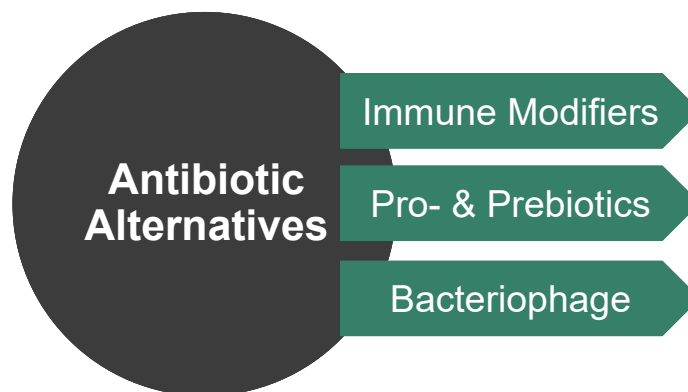 Antibiotic
Alternatives
Immune Modifiers
Pro- & Prebiotics
Bacteriophage